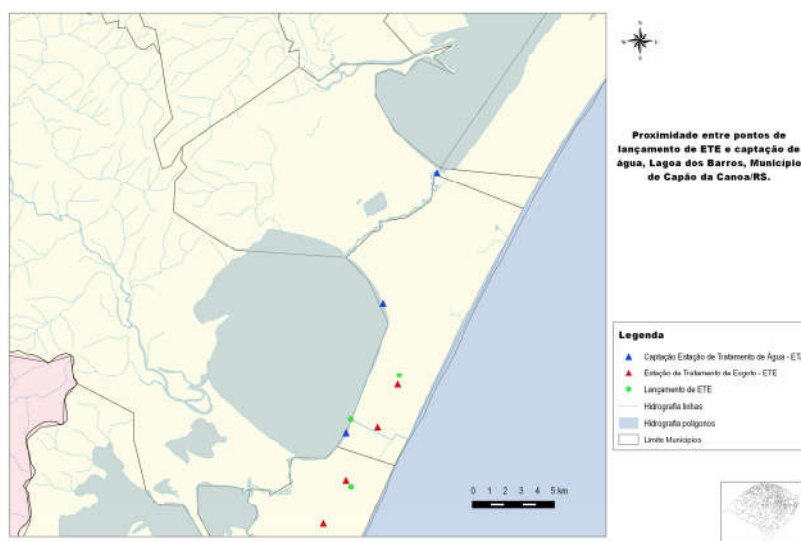 N
Proximidade entre pontos de
lançamento de ETE e captação de
água, Lagoa dos Barros, Município
de Capão da Canoa/RS.
Legenda
Captação Estação de Tratamento de Água - ET
Estação de Tratamento de Esgoto - ETE
Lançamento de ETE
Hidrografia linhas
Hidrografia polígonos
Limite Municípios
0 1 2 3 4 5 km